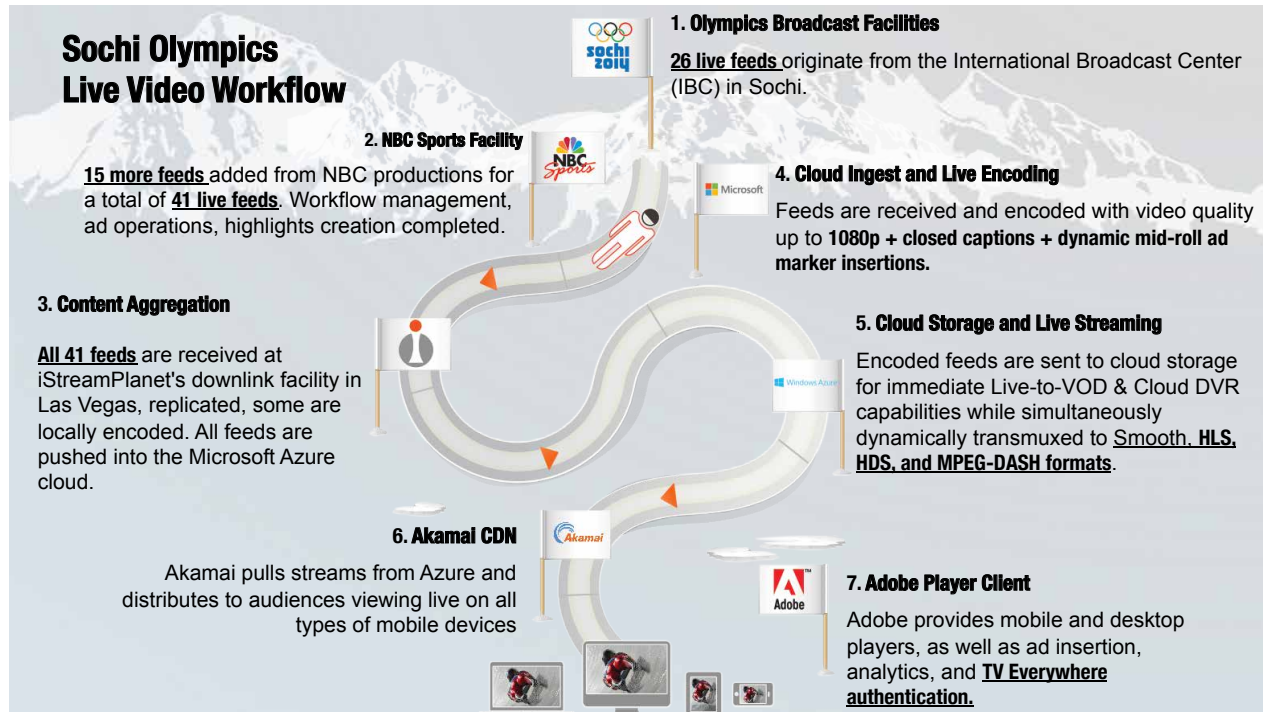 Sochi Olympics
Live Video Workflow
sochi
2014
1. Olympics Broadcast Facilities
26 live feeds originate from the International Broadcast Center
(IBC) in Sochi.
2. NBC Sports Facility
NBC
Sports
15 more feeds added from NBC productions for
a total of 41 live feeds. Workflow management,
ad operations, highlights creation completed.
3. Content Aggregation
All 41 feeds are received at
iStreamPlanet's downlink facility in
Las Vegas, replicated, some are
locally encoded. All feeds are
pushed into the Microsoft Azure
cloud.
i
Microsoft
4. Cloud Ingest and Live Encoding
Feeds are received and encoded with video quality
up to 1080p + closed captions + dynamic mid-roll ad
marker insertions.
Windows Azure
5. Cloud Storage and Live Streaming
Encoded feeds are sent to cloud storage
for immediate Live-to-VOD & Cloud DVR
capabilities while simultaneously
dynamically transmuxed to Smooth, HLS,
HDS, and MPEG-DASH formats.
6. Akamai CDN
Akamai
Akamai pulls streams from Azure and
distributes to audiences viewing live on all
types of mobile devices
Adobe™
7. Adobe Player Client
Adobe provides mobile and desktop
players, as well as ad insertion,
analytics, and TV Everywhere
authentication.